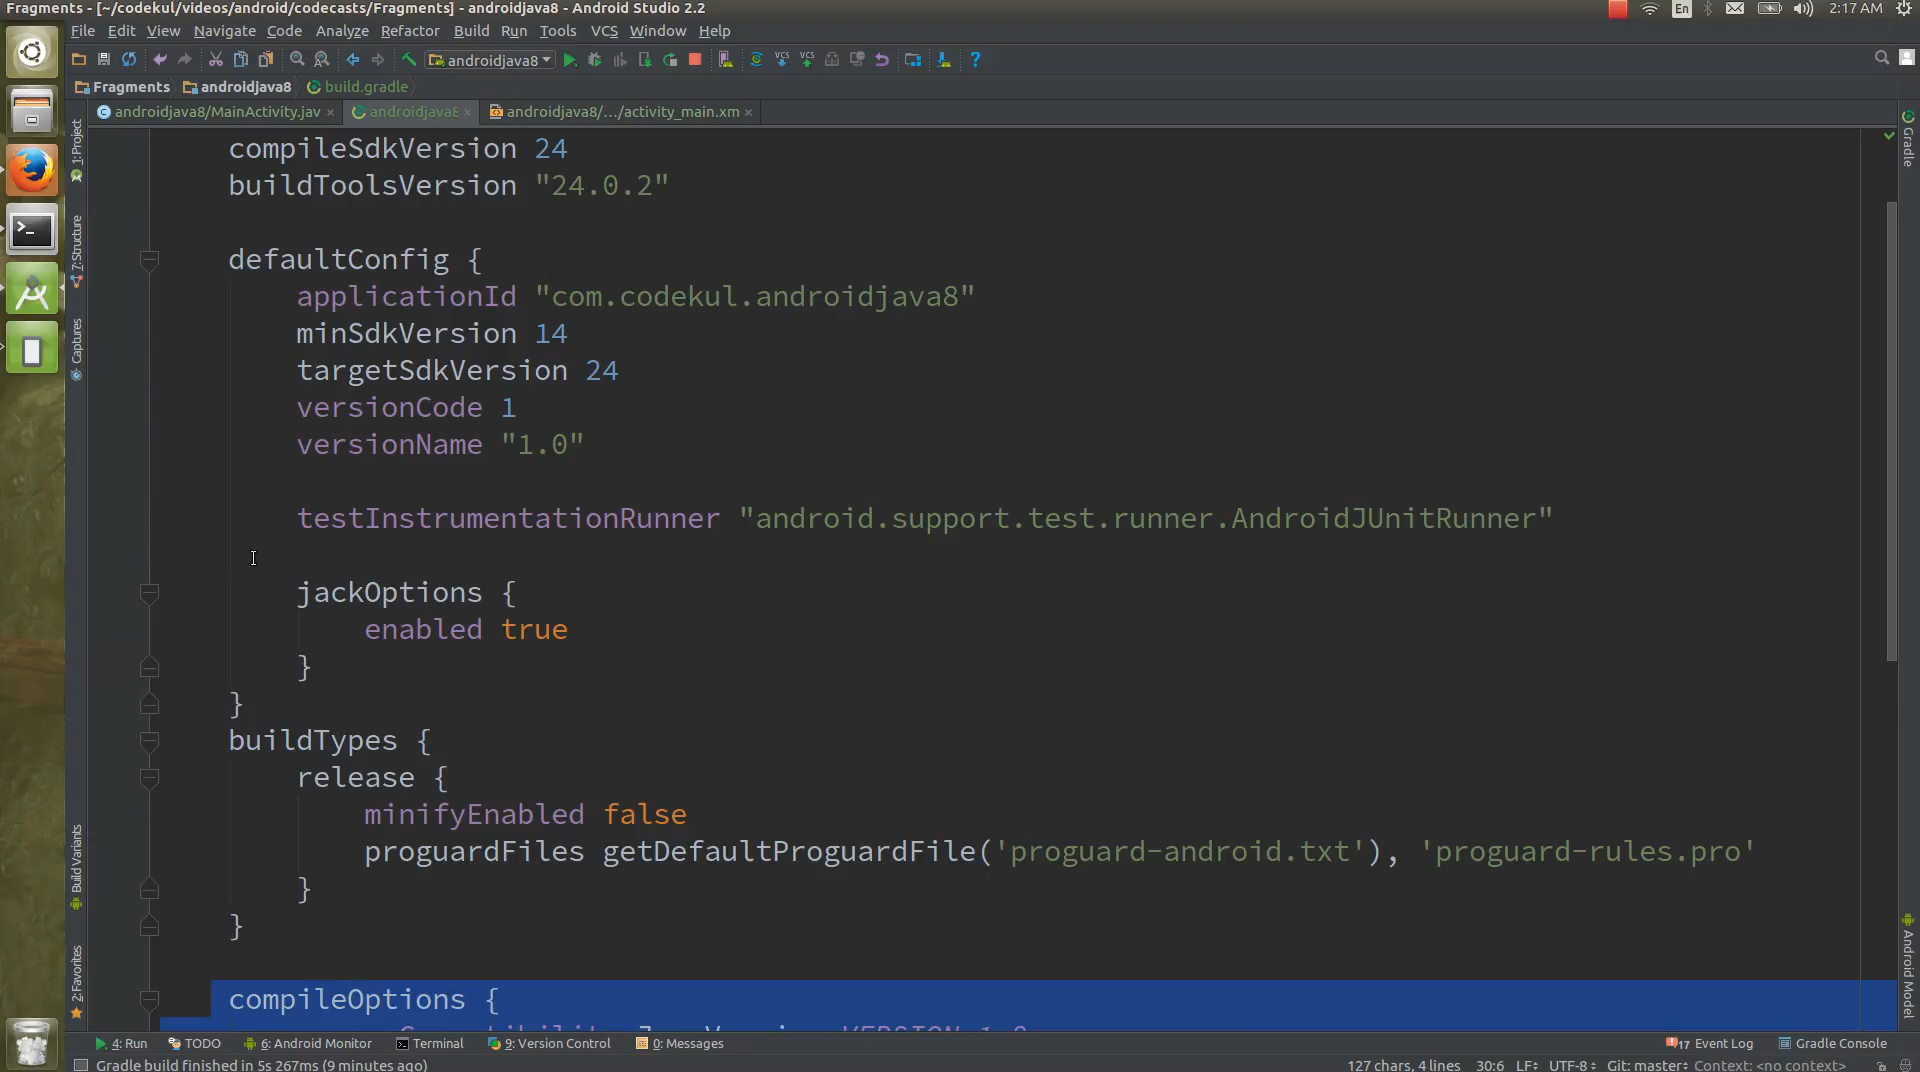 Fragments - [~/codekul/videos/android/codecasts/Fragments] - androidjava8 - Android Studio 2.2
En
2:17 AM
File Edit View Navigate Code Analyze Refactor Build Run Tools VCS Window Help
androidjava8
VCS VCS
Fragments androidjava8 build.gradle
androidjava8/MainActivity.jav androidjava8 androidjava8/.../activity_main.xm
1: Project
7: Structure
Captures
Build Variants
2: Favorites
compileSdkVersion 24
buildToolsVersion "24.0.2"
defaultConfig {
applicationId "com.codekul.androidjava8"
minSdkVersion 14
targetSdkVersion 24
versionCode 1
versionName "1.0"
testInstrumentationRunner "android.support.test.runner.AndroidJUnitRunner"
jackOptions {
enabled true
}
}
buildTypes {
release {
minifyEnabled false
proguardFiles getDefaultProguardFile('proguard-android.txt'), 'proguard-rules.pro'
}
}
compileOptions {
Gradle
Android Model
4: Run TODO 6: Android Monitor Terminal 9: Version Control 0: Messages 17 Event Log Gradle Console
Gradle build finished in 5s 267ms (9 minutes ago) 127 chars, 4 lines 30:6 LF÷ UTF-8÷ Git: master÷ Context: <no context>